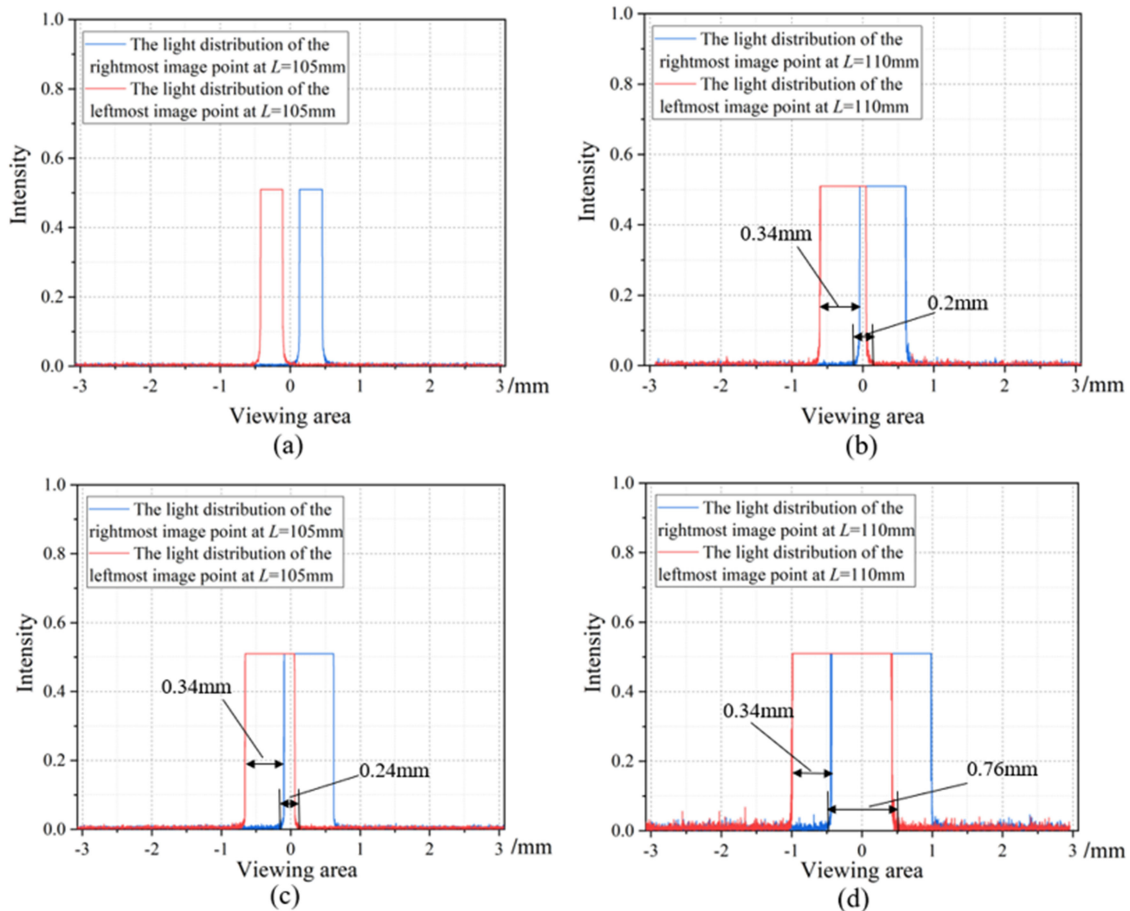 1.0
0.8
0.6
0.4
0.2
0.0
Intensity
The light distribution of the
rightmost image point at L=105mm
The light distribution of the
leftmost image point at L=105mm
-3 -2 -1 0 1 2 3 /mm
Viewing area
(a)
1.0
0.8
0.6
0.4
0.2
0.0
Intensity
The light distribution of the
rightmost image point at L=110mm
The light distribution of the
leftmost image point at L=110mm
0.34mm
0.2mm
-3 -2 -1 0 1 2 3 /mm
Viewing area
(b)
1.0
0.8
0.6
0.4
0.2
0.0
Intensity
The light distribution of the
rightmost image point at L=105mm
The light distribution of the
leftmost image point at L=105mm
0.34mm
0.24mm
-3 -2 -1 0 1 2 3 /mm
Viewing area
(c)
1.0
0.8
0.6
0.4
0.2
0.0
Intensity
The light distribution of the
rightmost image point at L=110mm
The light distribution of the
leftmost image point at L=110mm
0.34mm
0.76mm
-3 -2 -1 0 1 2 3 /mm
Viewing area
(d)